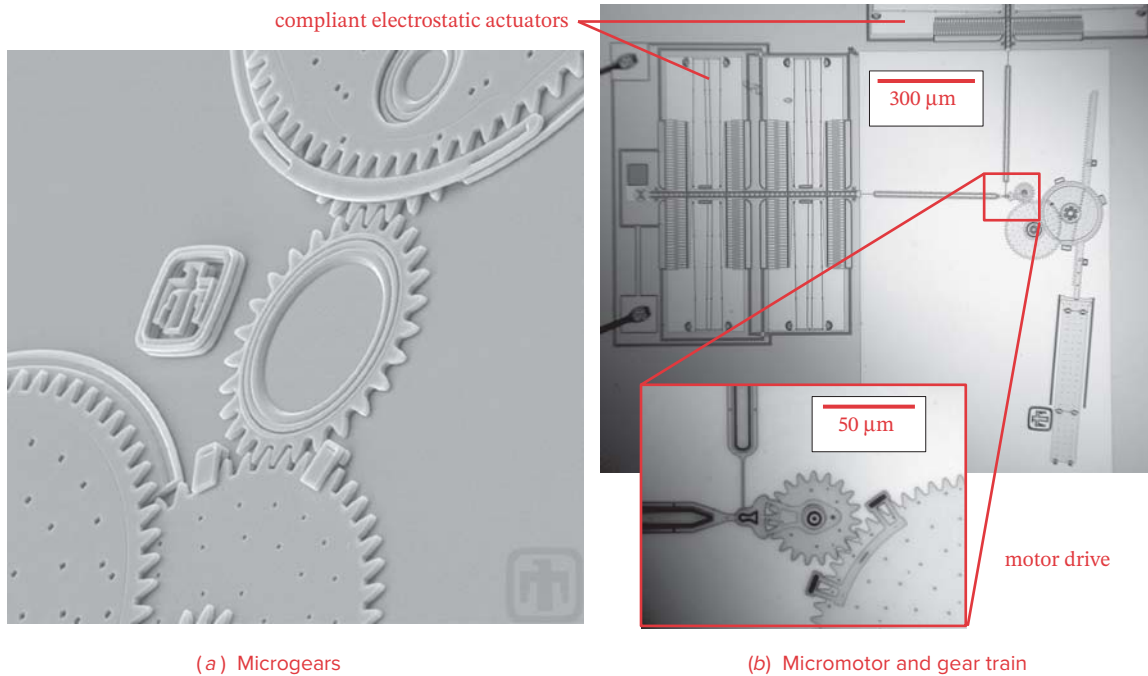 compliant electrostatic actuators
300 μm
50 μm
motor drive
(a) Microgears
(b) Micromotor and gear train